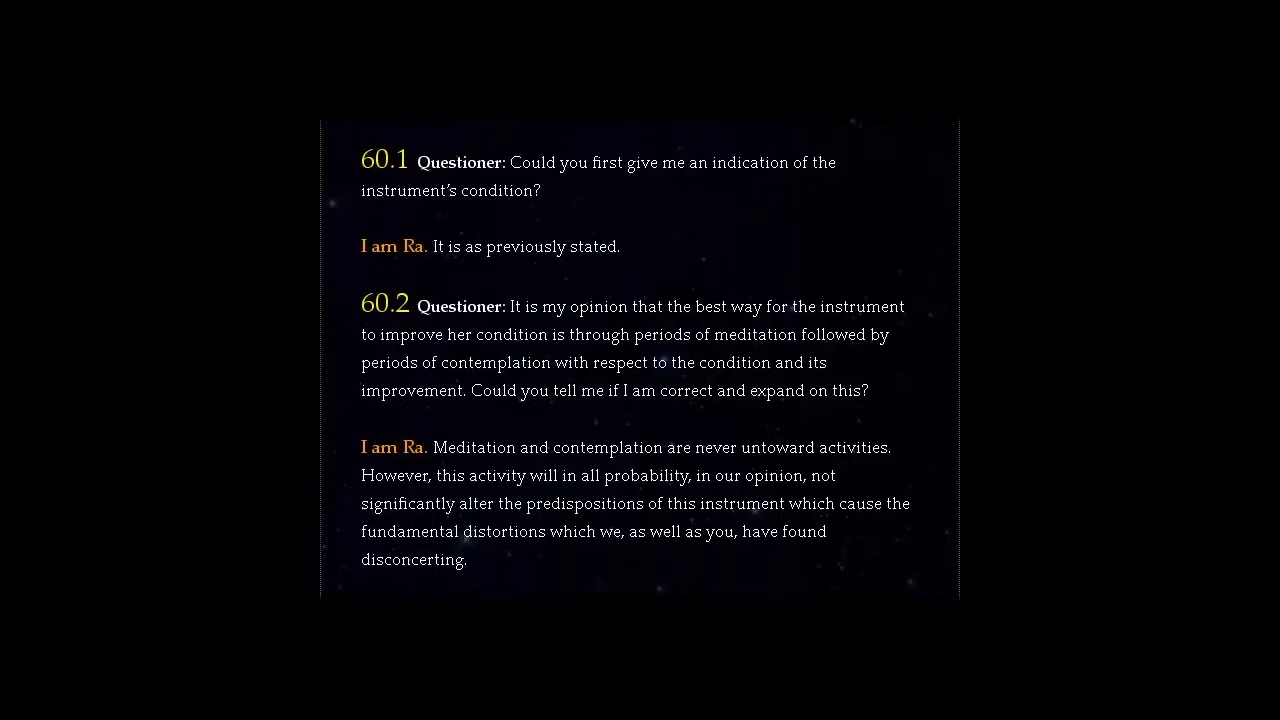 60.1 Questioner: Could you first give me an indication of the
instrument's condition?
I am Ra. It is as previously stated.
60.2 Questioner: It is my opinion that the best way for the instrument
to improve her condition is through periods of meditation followed by
periods of contemplation with respect to the condition and its
improvement. Could you tell me if I am correct and expand on this?
I am Ra. Meditation and contemplation are never untoward activities.
However, this activity will in all probability, in our opinion, not
significantly alter the predispositions of this instrument which cause the
fundamental distortions which we, as well as you, have found
disconcerting.